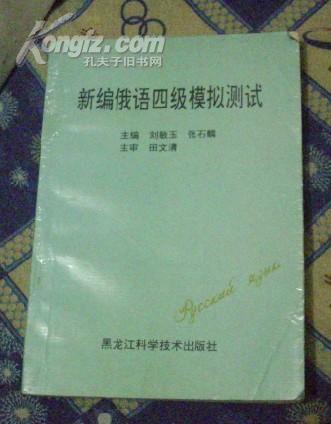 Kongfz.com
孔夫子旧书网
新编俄语四级模拟测试
主编 刘敏玉 张石麟
主审 田文清
Русский язык
黑龙江科学技术出版社